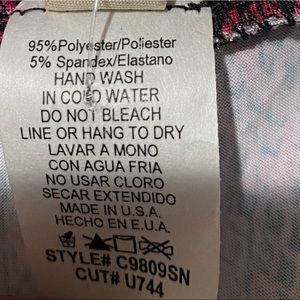 95%Polyester/Poliester
5% Spandex/Elastano
HAND WASH
IN COLD WATER
DO NOT BLEACH
LINE OR HANG TO DRY
LAVAR A MONO
CON AGUA FRIA
NO USAR CLORO
SECAR EXTENDIDO
MADE IN U.S.A.
HECHO EN E.U.A.
STYLE# C9809SN
CUT# U744